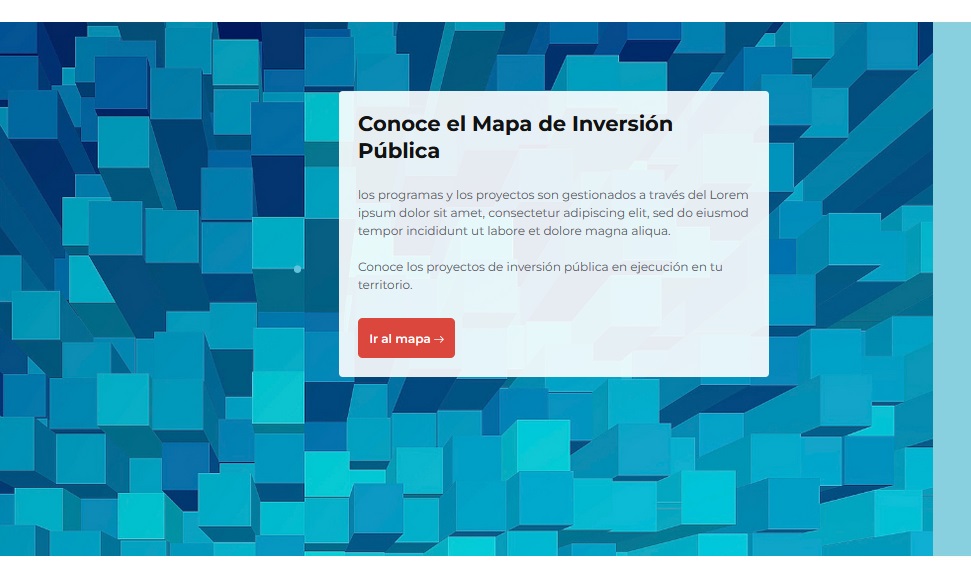 Conoce el Mapa de Inversión
Pública
los programas y los proyectos son gestionados a través del Lorem
ipsum dolor sit amet, consectetur adipiscing elit, sed do eiusmod
tempor incididunt ut labore et dolore magna aliqua.
Conoce los proyectos de inversión pública en ejecución en tu
territorio.
Ir al mapa →